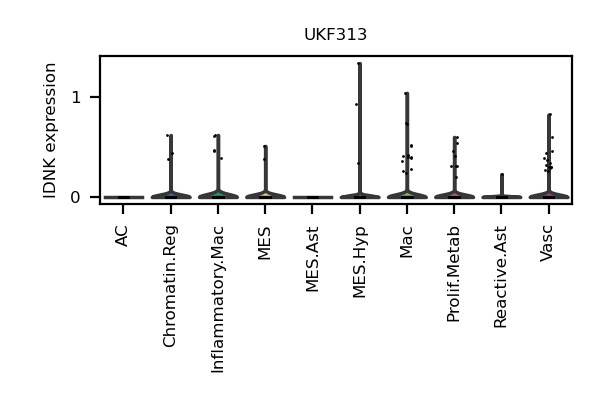 UKF313
IDNK expression
1
0
AC
Chromatin.Reg
Inflammatory.Mac
MES
MES.Ast
MES.Hyp
Mac
Prolif.Metab
Reactive.Ast
Vasc